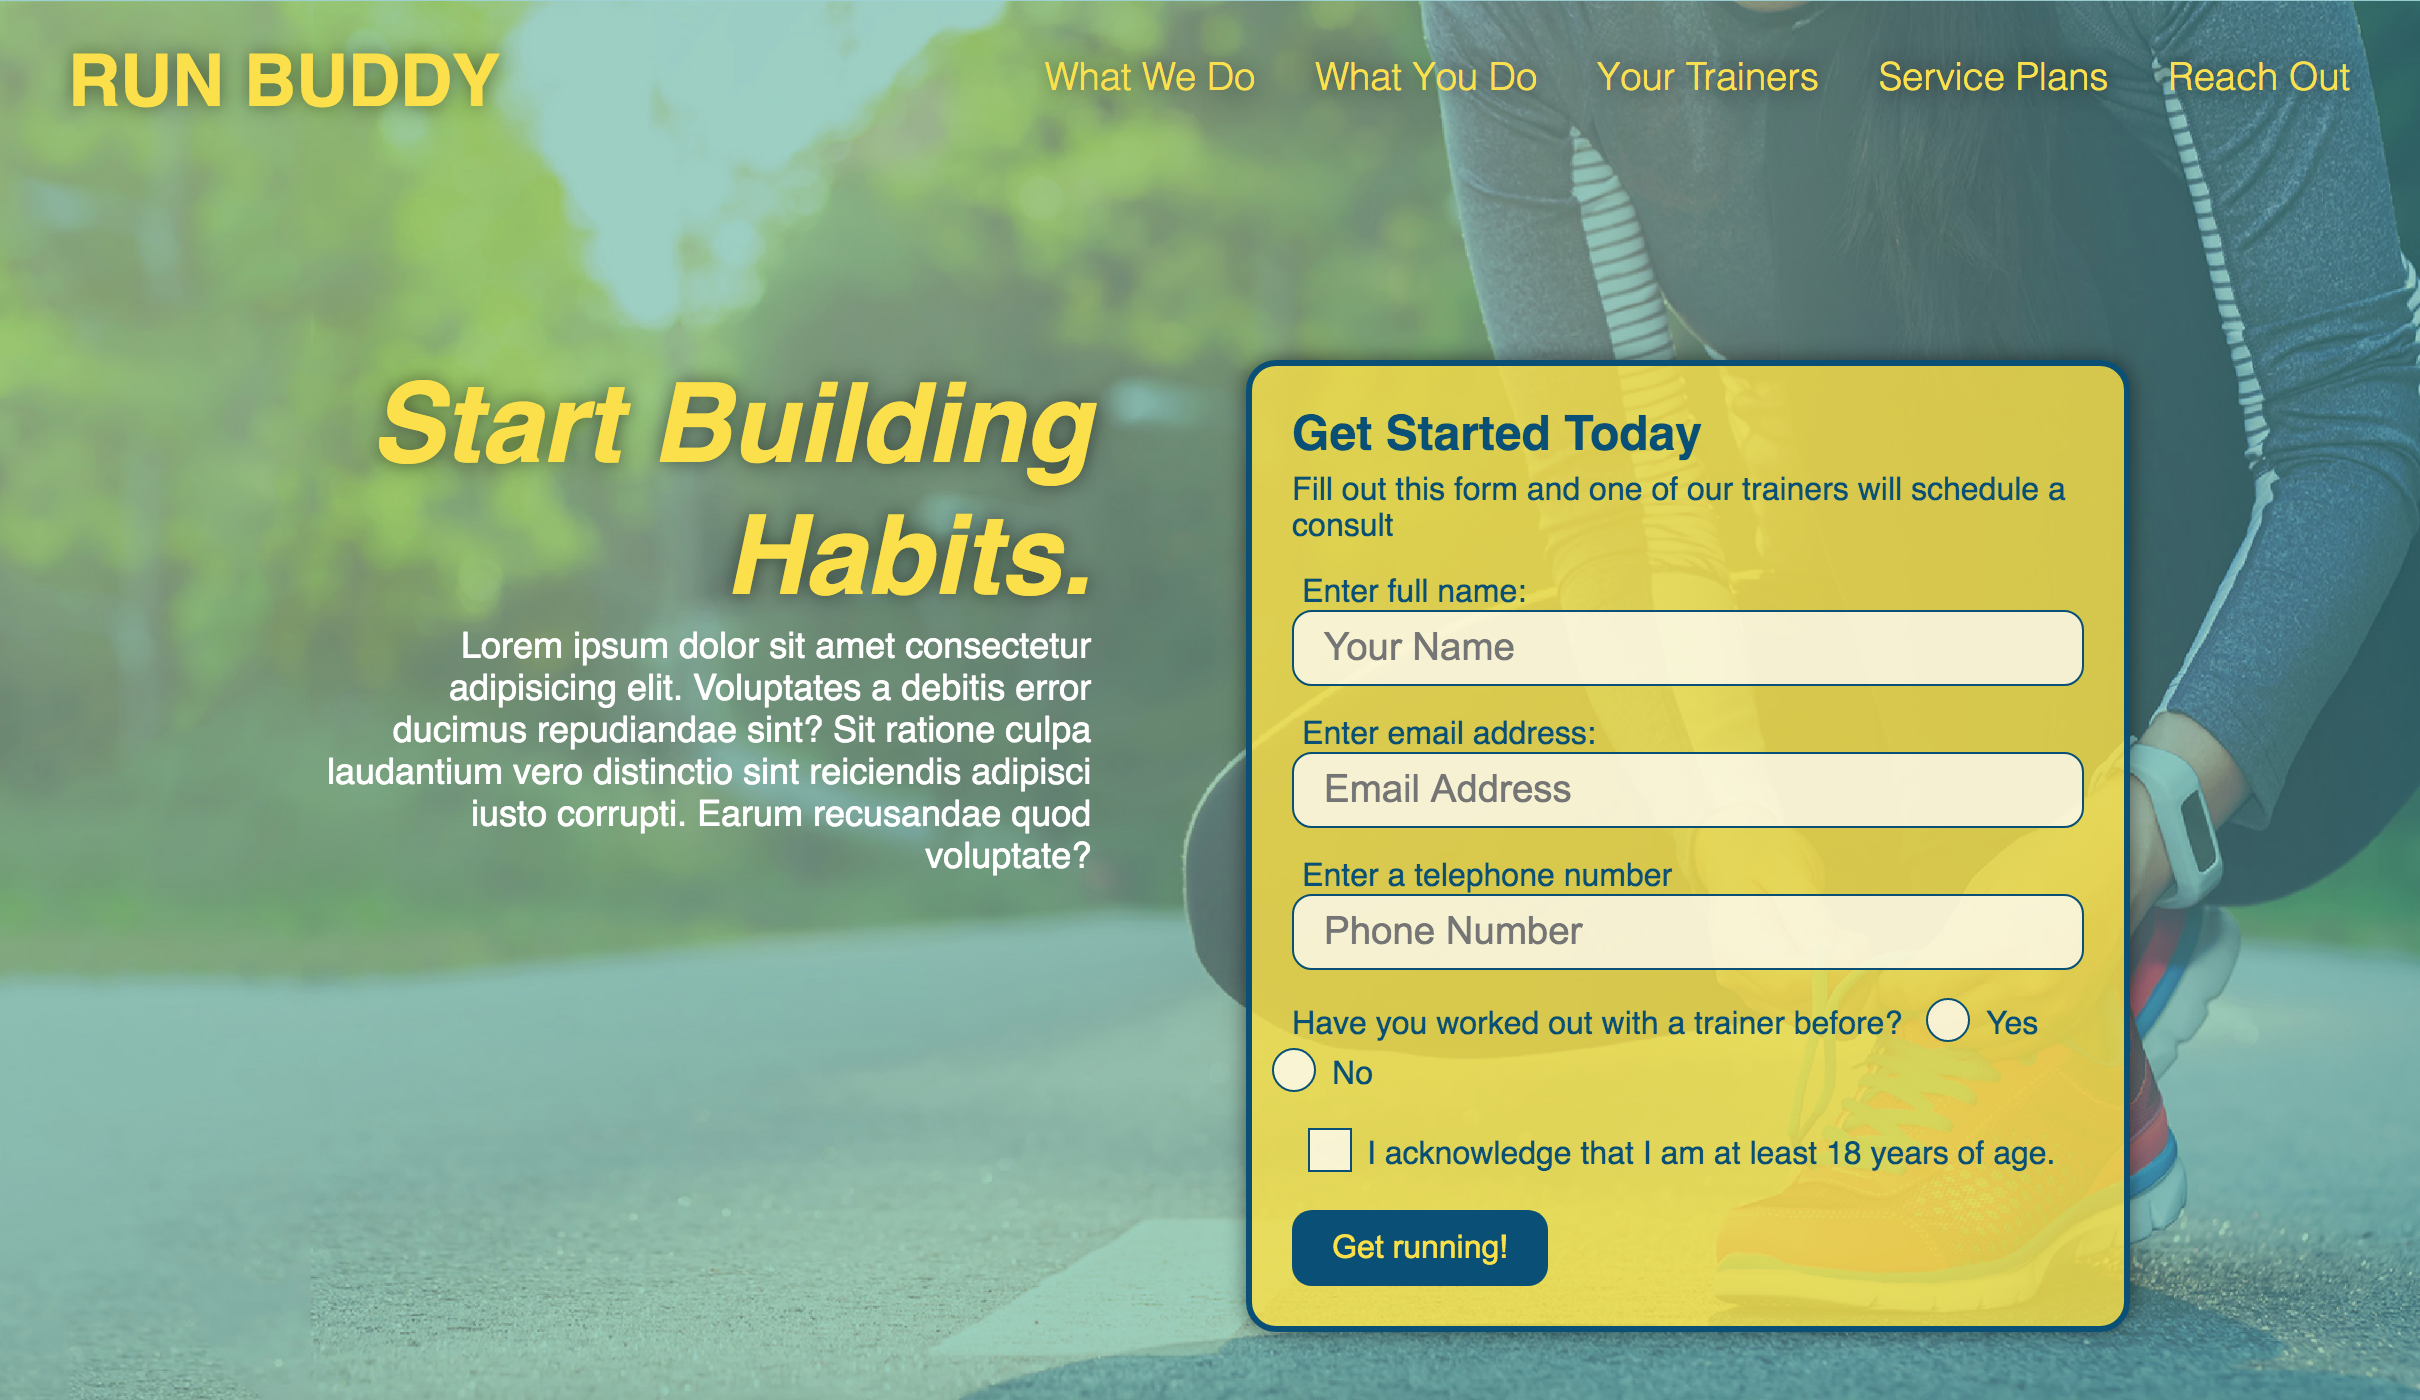 RUN BUDDY
What We Do What You Do Your Trainers Service Plans Reach Out
Start Building
Habits.
Lorem ipsum dolor sit amet consectetur
adipisicing elit. Voluptates a debitis error
ducimus repudiandae sint? Sit ratione culpa
laudantium vero distinctio sint reiciendis adipisci
iusto corrupti. Earum recusandae quod
voluptate?
Get Started Today
Fill out this form and one of our trainers will schedule a
consult
Enter full name:
Your Name
Enter email address:
Email Address
Enter a telephone number
Phone Number
Have you worked out with a trainer before? Yes
No
I acknowledge that I am at least 18 years of age.
Get running!